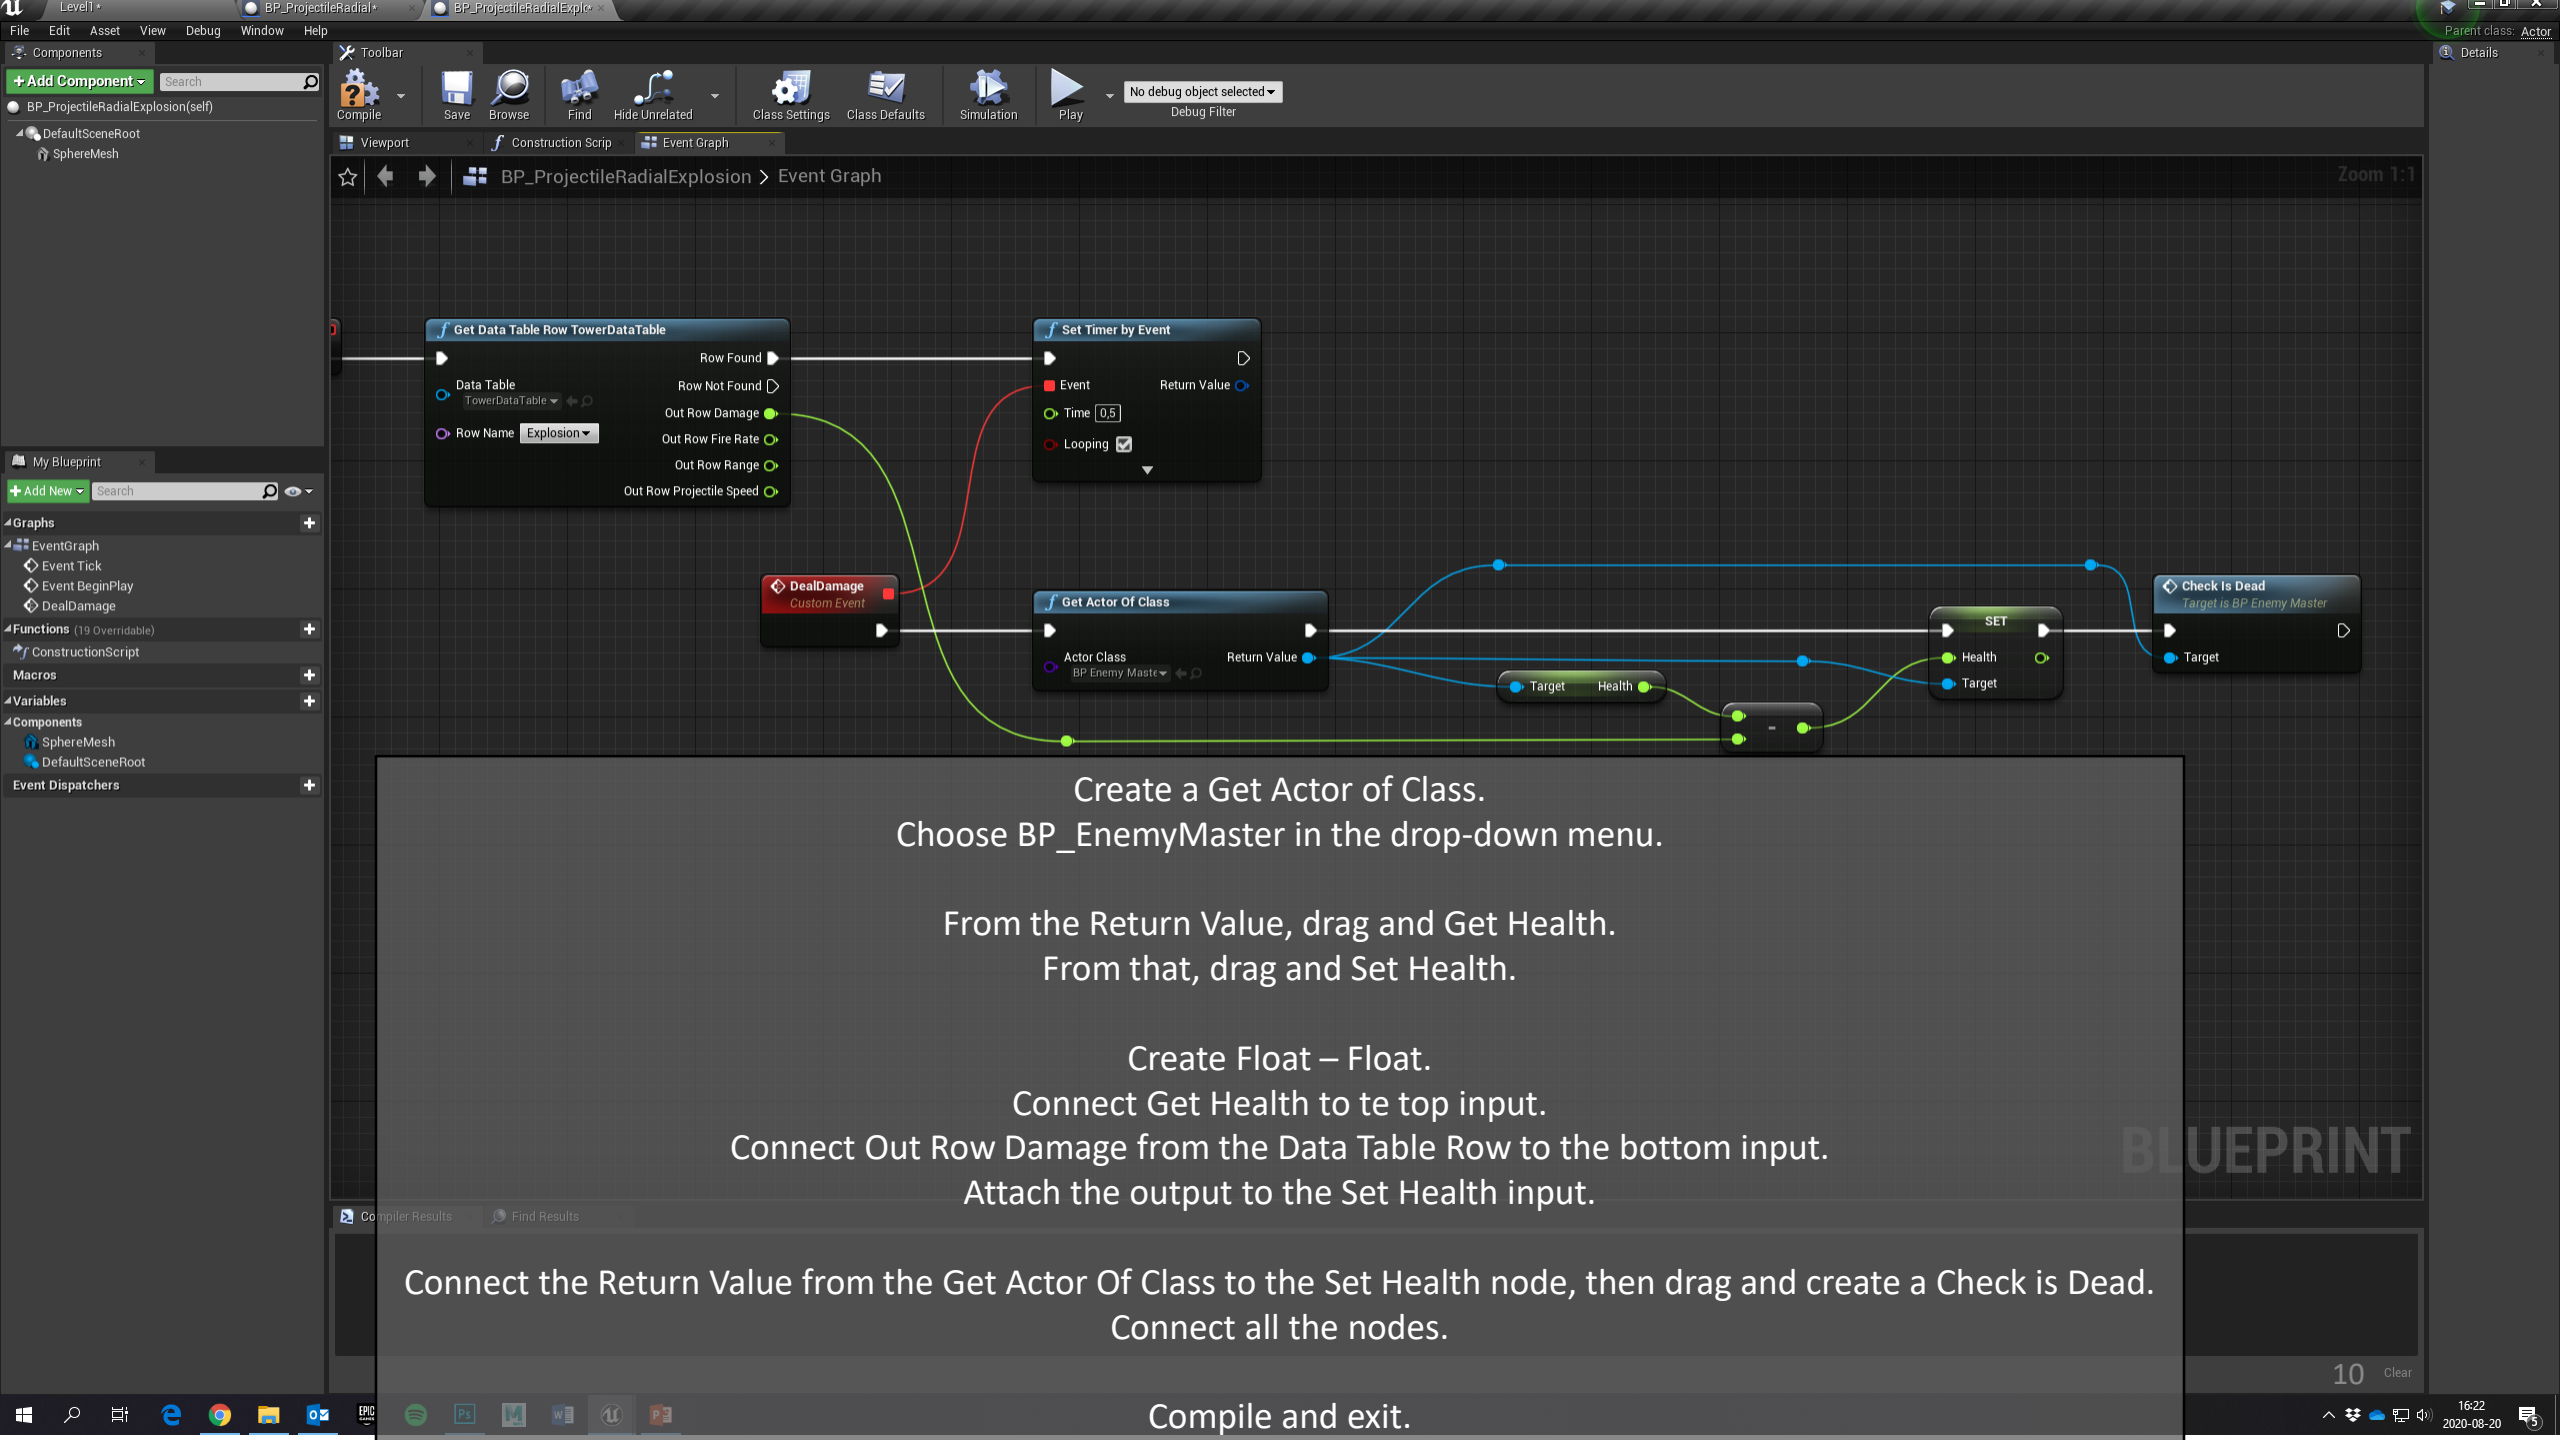 Level1*
BP_ProjectileRadial*
BP_ProjectileRadialExplo*
File Edit Asset View Debug Window Help
Parent class: Actor
Components
Toolbar
Details
+Add Component
Search
BP_ProjectileRadialExplosion(self)
DefaultSceneRoot
SphereMesh
Compile
Save
Browse
Find
Hide Unrelated
Class Settings
Class Defaults
Simulation
Play
No debug object selected
Debug Filter
Viewport
Construction Scrip
Event Graph
BP_ProjectileRadialExplosion > Event Graph
Zoom 1:1
Get Data Table Row TowerDataTable
Row Found
Data Table
TowerDataTable
Row Not Found
Out Row Damage
Row Name Explosion
Out Row Fire Rate
Out Row Range
Out Row Projectile Speed
Set Timer by Event
Event
Return Value
Time 0,5
Looping
My Blueprint
+Add New
Search
Graphs
EventGraph
Event Tick
Event BeginPlay
DealDamage
Functions (19 Overridable)
ConstructionScript
Macros
Variables
Components
SphereMesh
DefaultSceneRoot
Event Dispatchers
DealDamage
Custom Event
Get Actor Of Class
Actor Class
BP Enemy Maste
Return Value
Target Health
-
SET
Health
Target
Check Is Dead
Target is BP Enemy Master
Target
Create a Get Actor of Class.
Choose BP_EnemyMaster in the drop-down menu.
From the Return Value, drag and Get Health.
From that, drag and Set Health.
Create Float – Float.
Connect Get Health to te top input.
Connect Out Row Damage from the Data Table Row to the bottom input.
Attach the output to the Set Health input.
Connect the Return Value from the Get Actor Of Class to the Set Health node, then drag and create a Check is Dead.
Connect all the nodes.
Compile and exit.
BLUEPRINT
Compiler Results
Find Results
10
Clear
EPIC
GAMES
Ps
M
16:22
2020-08-20
5